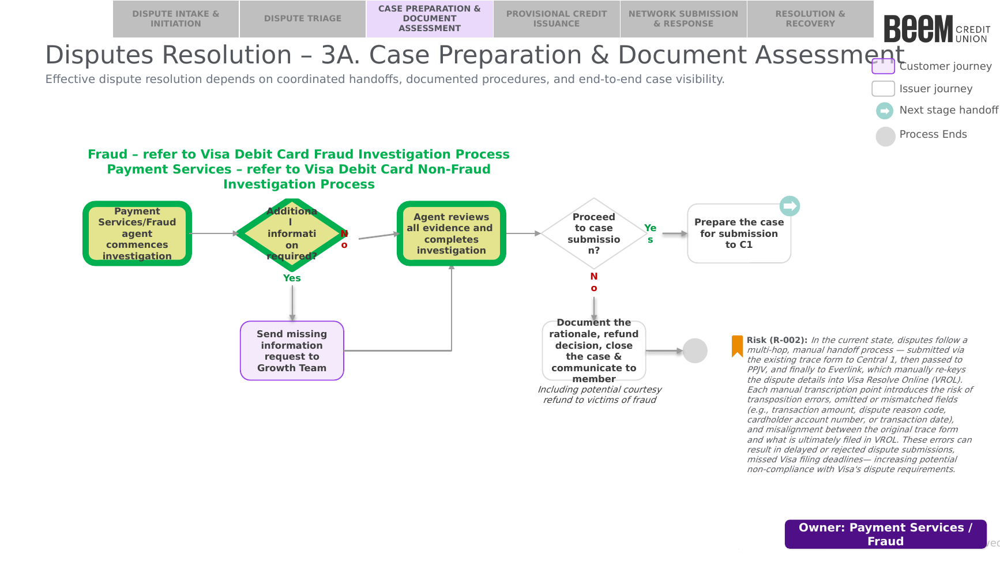 DISPUTE INTAKE &
INITIATION
DISPUTE TRIAGE
CASE PREPARATION &
DOCUMENT
ASSESSMENT
PROVISIONAL CREDIT
ISSUANCE
NETWORK SUBMISSION
& RESPONSE
RESOLUTION &
RECOVERY
BEEM CREDIT
UNION
Disputes Resolution – 3A. Case Preparation & Document Assessment
Effective dispute resolution depends on coordinated handoffs, documented procedures, and end-to-end case visibility.
Customer journey
Issuer journey
Next stage handoff
Process Ends
Fraud – refer to Visa Debit Card Fraud Investigation Process
Payment Services – refer to Visa Debit Card Non-Fraud
Investigation Process
Payment
Services/Fraud
agent
commences
investigation
Additiona
l
informati
on
required?
N
o
Yes
Agent reviews
all evidence and
completes
investigation
Proceed
to case
submissio
n?
Ye
s
N
o
Prepare the case
for submission
to C1
Send missing
information
request to
Growth Team
Document the
rationale, refund
decision, close
the case &
communicate to
member
Including potential courtesy
refund to victims of fraud
Risk (R-002): In the current state, disputes follow a
multi-hop, manual handoff process — submitted via
the existing trace form to Central 1, then passed to
PPJV, and finally to Everlink, which manually re-keys
the dispute details into Visa Resolve Online (VROL).
Each manual transcription point introduces the risk of
transposition errors, omitted or mismatched fields
(e.g., transaction amount, dispute reason code,
cardholder account number, or transaction date),
and misalignment between the original trace form
and what is ultimately filed in VROL. These errors can
result in delayed or rejected dispute submissions,
missed Visa filing deadlines— increasing potential
non-compliance with Visa's dispute requirements.
Owner: Payment Services /
Fraud